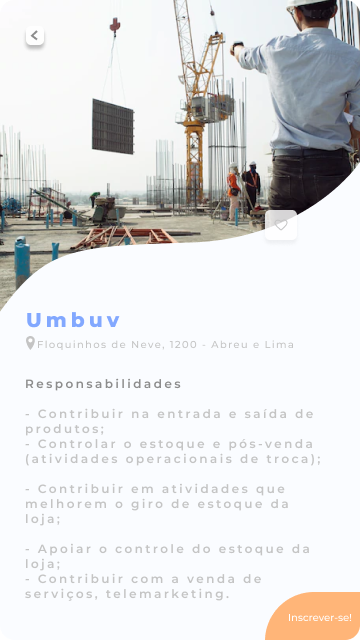 Umbuv
Floquinhos de Neve, 1200 - Abreu e Lima
Responsabilidades
- Contribuir na entrada e saída de
produtos;
- Controlar o estoque e pós-venda
(atividades operacionais de troca);
- Contribuir em atividades que
melhorem o giro de estoque da
loja;
- Apoiar o controle do estoque da
loja;
- Contribuir com a venda de
serviços, telemarketing.
Inscrever-se!